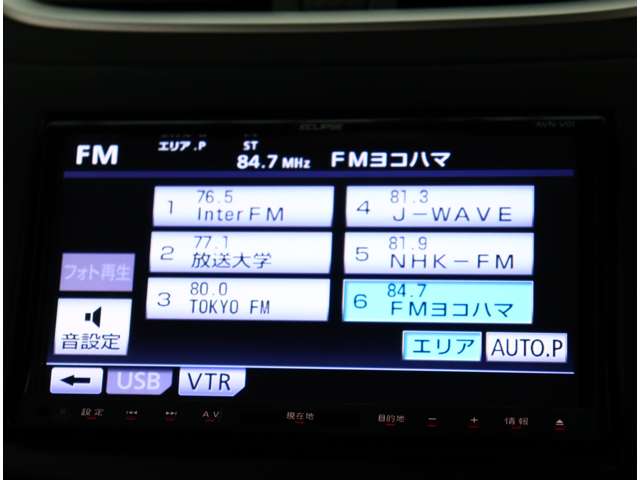 ECLIPSE AVN-V01
FM エリア.P ST 84.7 MHz FMヨコハマ
1 76.5 InterFM
4 81.3 J-WAVE
2 77.1 放送大学
5 81.9 NHK-FM
3 80.0 TOKYO FM
6 84.7 FMヨコハマ
フォト再生
音設定
エリア AUTO.P
USB VTR
設定 AV 現在地 目的地 － ＋ 情報